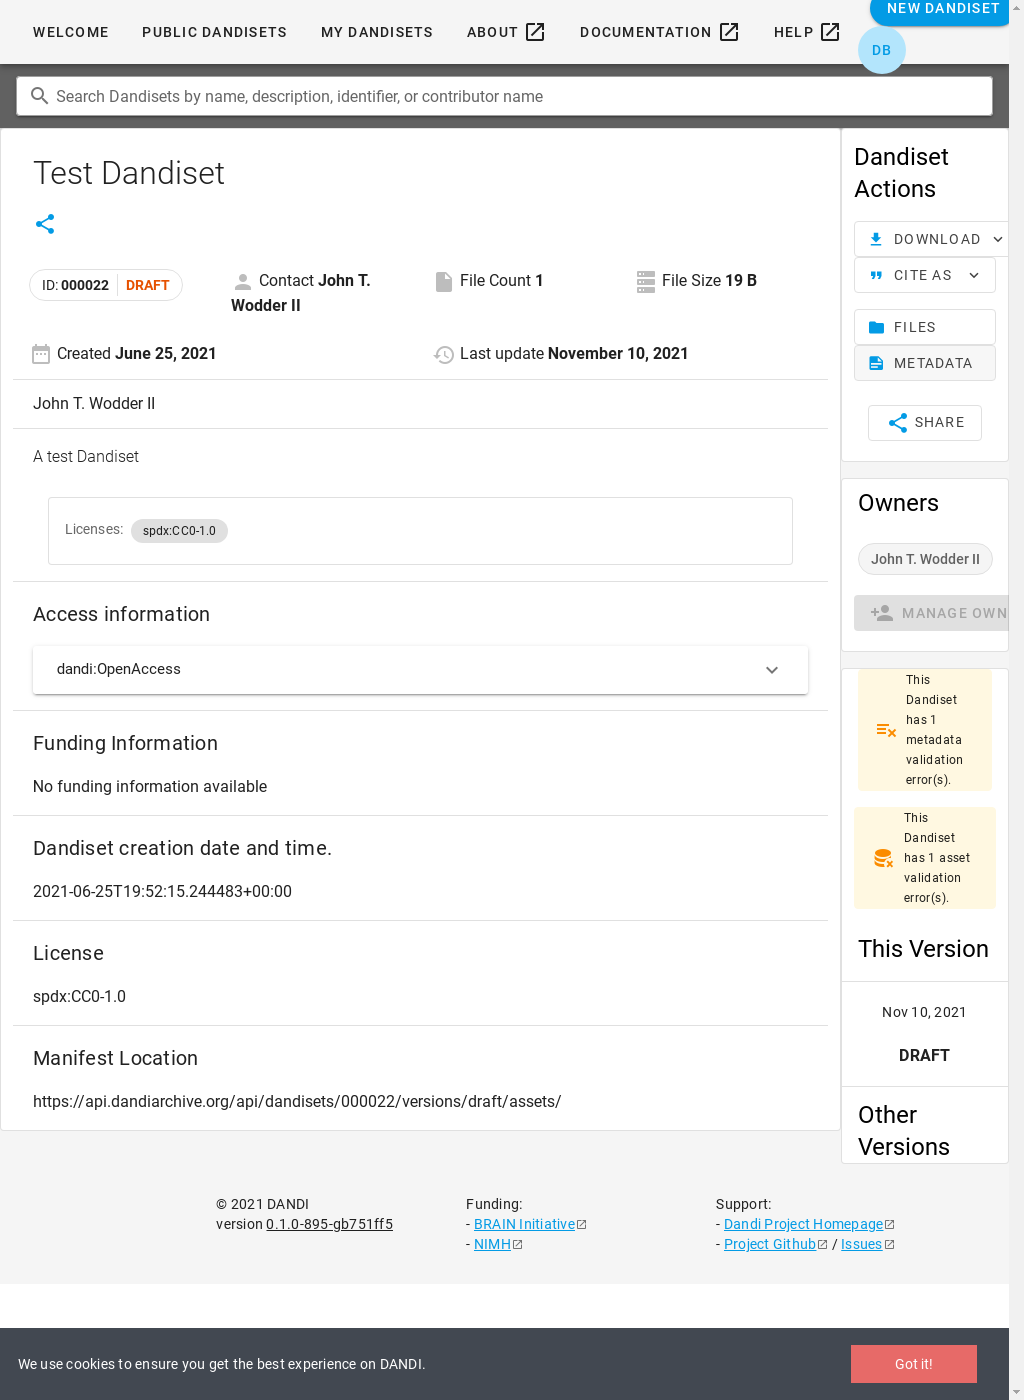 WELCOME
PUBLIC DANDISETS
MY DANDISETS
ABOUT
DOCUMENTATION
HELP
NEW DANDISET
DB
Search Dandisets by name, description, identifier, or contributor name
Test Dandiset
ID: 000022 DRAFT
Contact John T.
Wodder II
File Count 1
File Size 19 B
Created June 25, 2021
Last update November 10, 2021
John T. Wodder II
A test Dandiset
Licenses: spdx:CC0-1.0
Access information
dandi:OpenAccess
Funding Information
No funding information available
Dandiset creation date and time.
2021-06-25T19:52:15.244483+00:00
License
spdx:CC0-1.0
Manifest Location
https://api.dandiarchive.org/api/dandisets/000022/versions/draft/assets/
Dandiset
Actions
DOWNLOAD
CITE AS
FILES
METADATA
SHARE
Owners
John T. Wodder II
MANAGE OWN
This
Dandiset
has 1
metadata
validation
error(s).
This
Dandiset
has 1 asset
validation
error(s).
This Version
Nov 10, 2021
DRAFT
Other
Versions
© 2021 DANDI
version 0.1.0-895-gb751ff5
Funding:
- BRAIN Initiative
- NIMH
Support:
- Dandi Project Homepage
- Project Github / Issues
We use cookies to ensure you get the best experience on DANDI.
Got it!